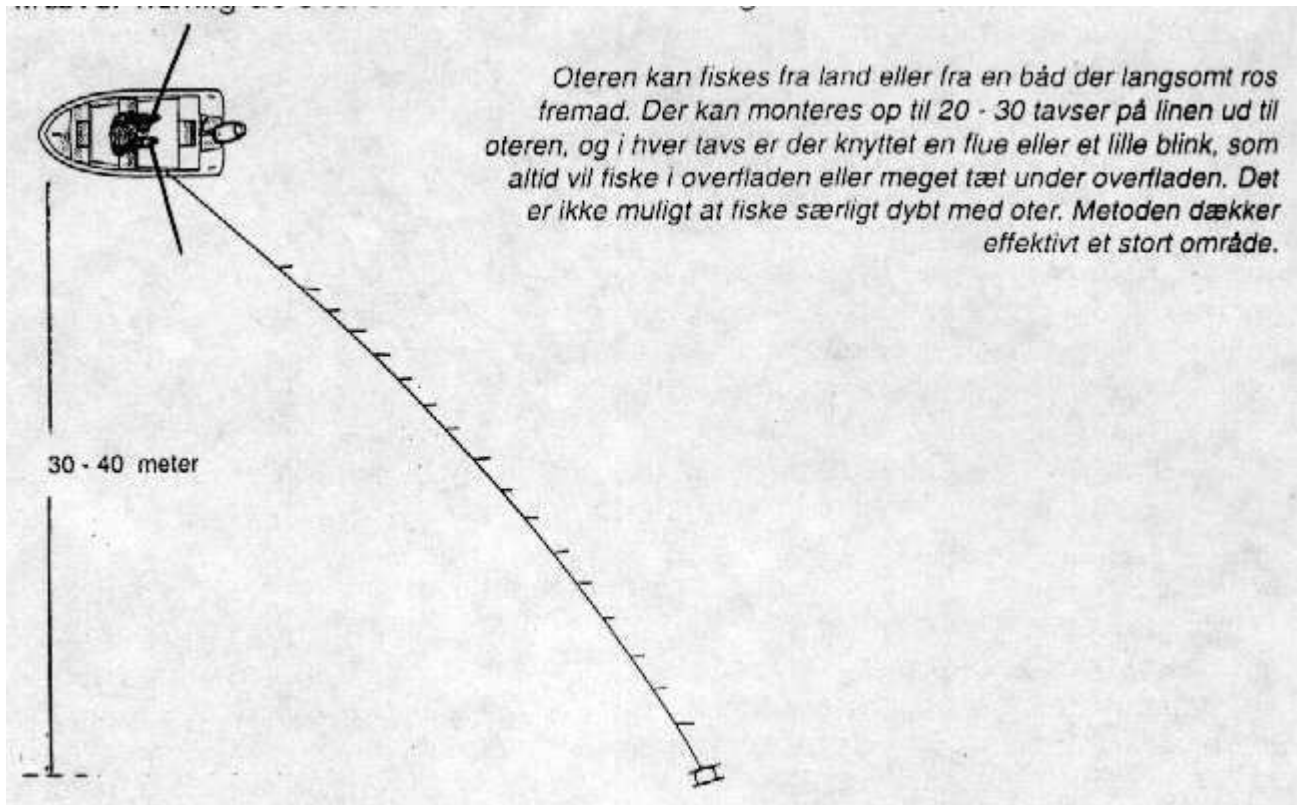 Oteren kan fiskes fra land eller fra en båd der langsomt ros
fremad. Der kan monteres op til 20 - 30 tavser på linen ud til
oteren, og i hver tavs er der knyttet en flue eller et lille blink, som
altid vil fiske i overfladen eller meget tæt under overfladen. Det
er ikke muligt at fiske særligt dybt med oter. Metoden dækker
effektivt et stort område.
30 - 40 meter